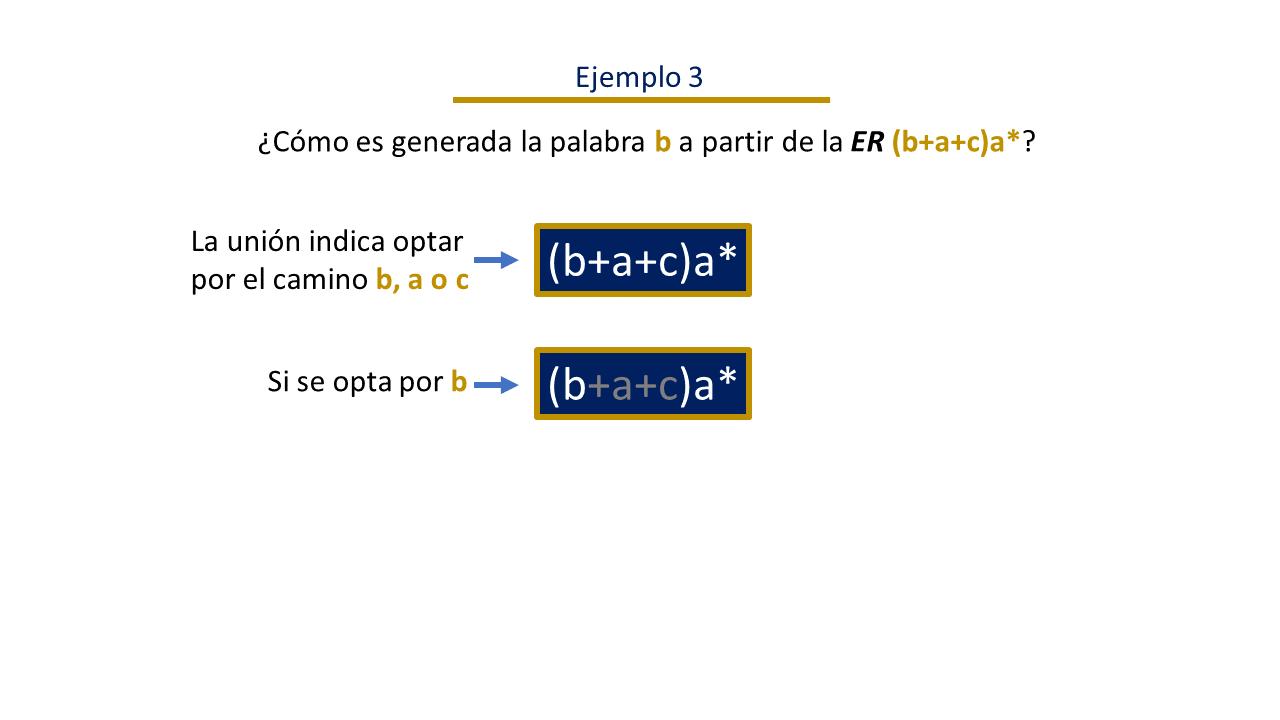 Ejemplo 3
¿Cómo es generada la palabra b a partir de la ER (b+a+c)a*?
La unión indica optar
por el camino b, a o c
(b+a+c)a*
Si se opta por b
(b+a+c)a*